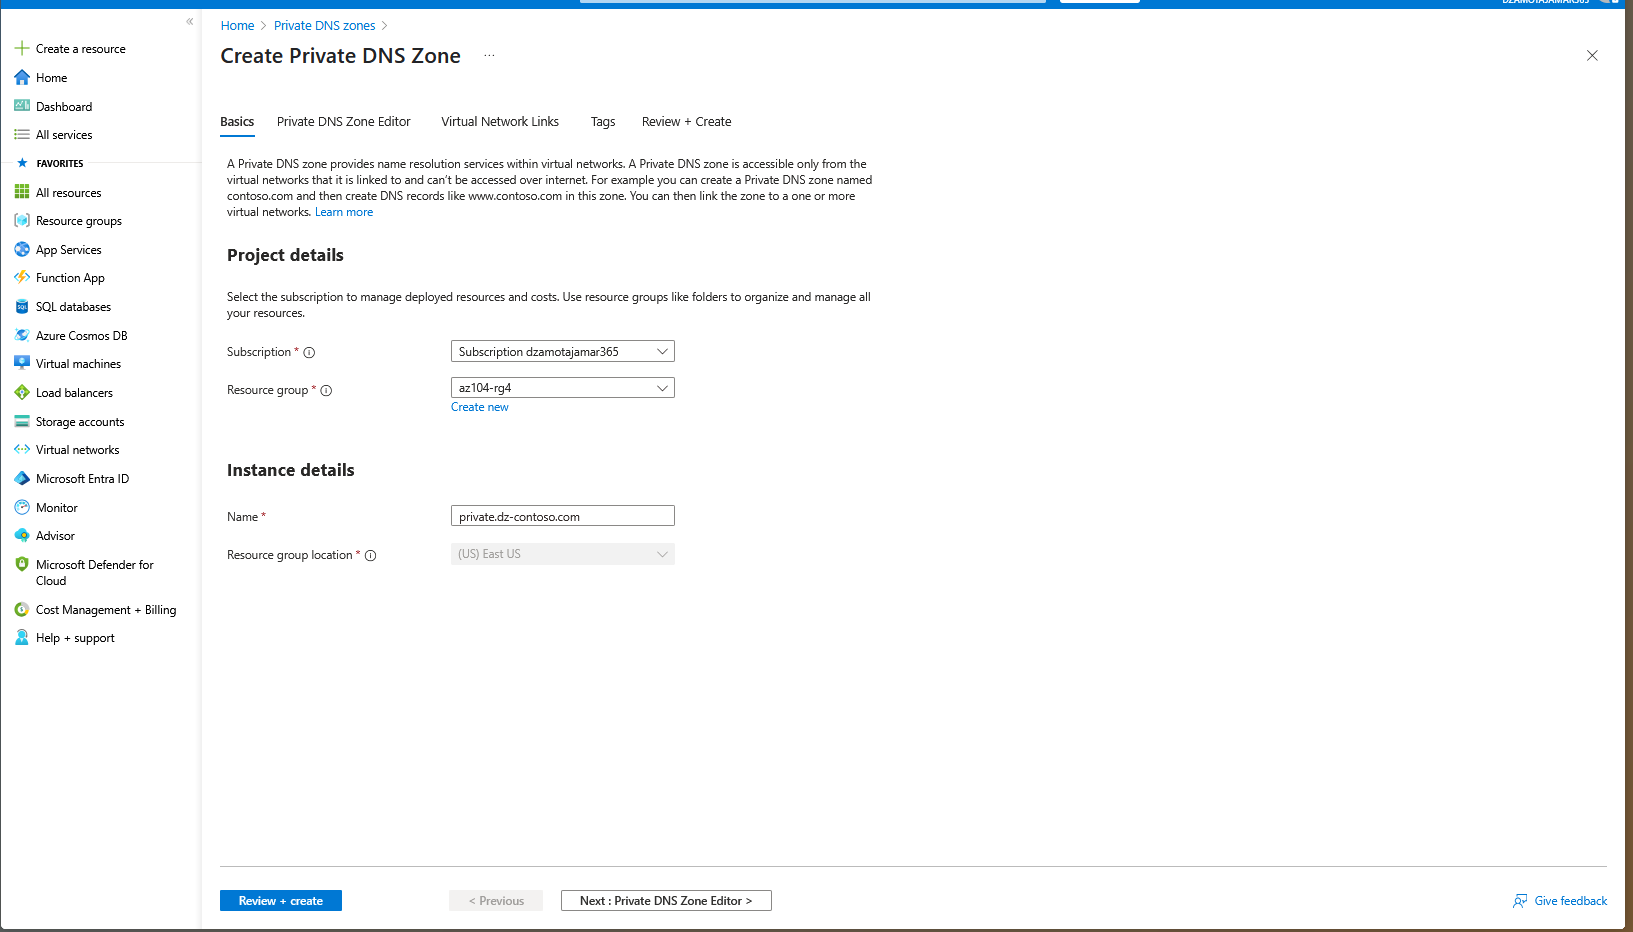 Create a resource
Home
Dashboard
All services
FAVORITES
All resources
Resource groups
App Services
Function App
SQL databases
Azure Cosmos DB
Virtual machines
Load balancers
Storage accounts
Virtual networks
Microsoft Entra ID
Monitor
Advisor
Microsoft Defender for
Cloud
Cost Management + Billing
Help + support
Home > Private DNS zones >
Create Private DNS Zone ...
Basics Private DNS Zone Editor Virtual Network Links Tags Review + Create
A Private DNS zone provides name resolution services within virtual networks. A Private DNS zone is accessible only from the
virtual networks that it is linked to and can't be accessed over internet. For example you can create a Private DNS zone named
contoso.com and then create DNS records like www.contoso.com in this zone. You can then link the zone to a one or more
virtual networks. Learn more
Project details
Select the subscription to manage deployed resources and costs. Use resource groups like folders to organize and manage all
your resources.
Subscription * Subscription dzamotajamar365
Resource group * az104-rg4
Create new
Instance details
Name * private.dz-contoso.com
Resource group location * (US) East US
Review + create < Previous Next : Private DNS Zone Editor > Give feedback